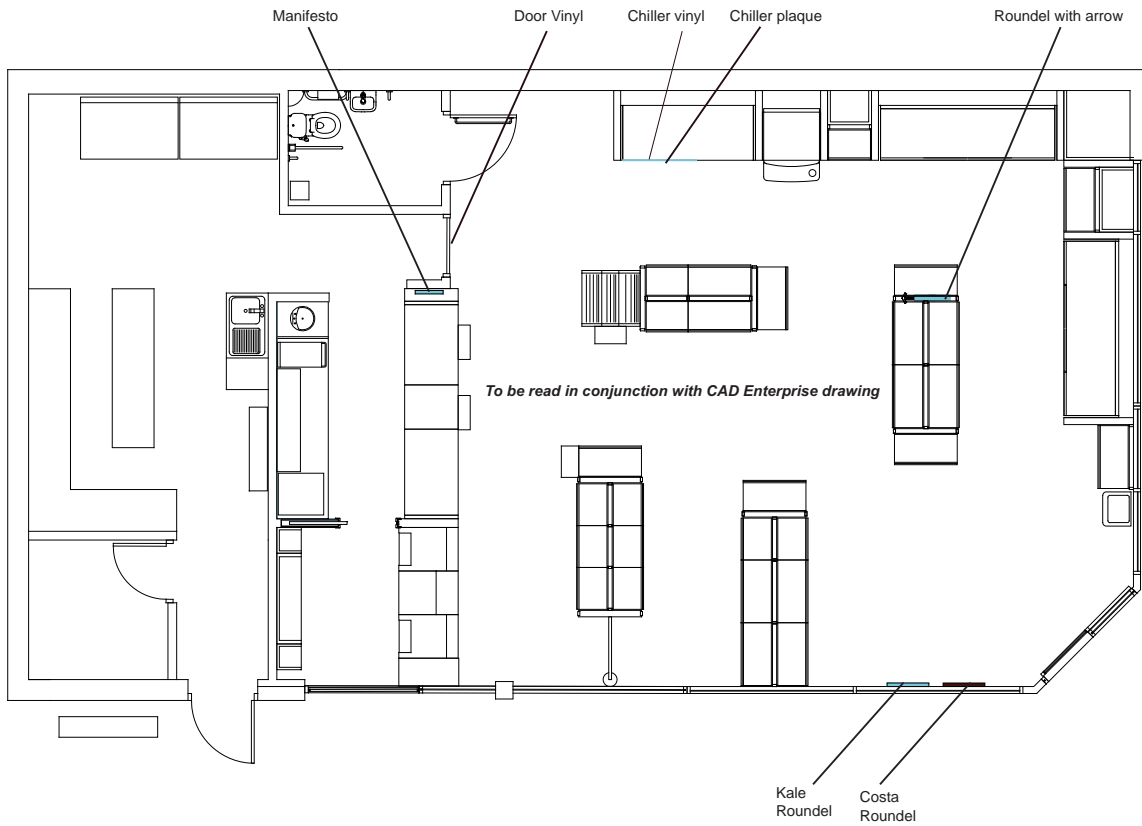 Manifesto
Door Vinyl
Chiller vinyl
Chiller plaque
Roundel with arrow
To be read in conjunction with CAD Enterprise drawing
Kale
Roundel
Costa
Roundel